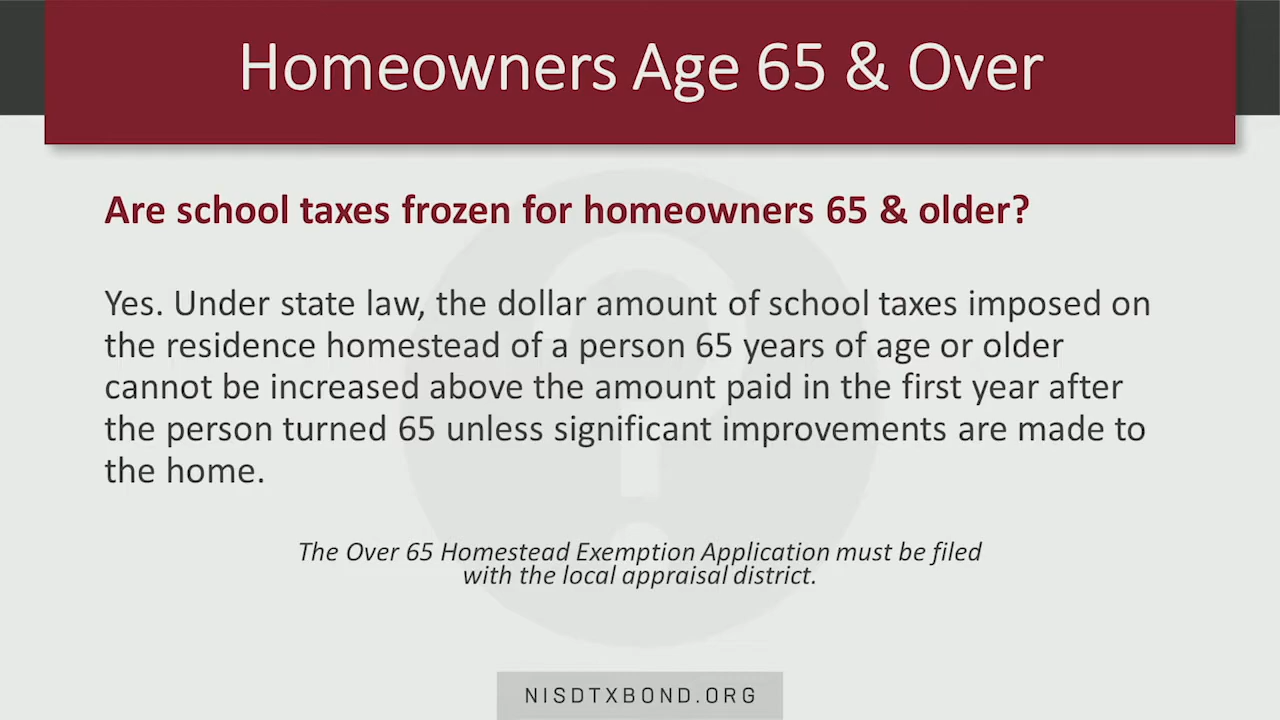 Homeowners Age 65 & Over
Are school taxes frozen for homeowners 65 & older?
Yes. Under state law, the dollar amount of school taxes imposed on
the residence homestead of a person 65 years of age or older
cannot be increased above the amount paid in the first year after
the person turned 65 unless significant improvements are made to
the home.
The Over 65 Homestead Exemption Application must be filed
with the local appraisal district.
NISDTXBOND.ORG